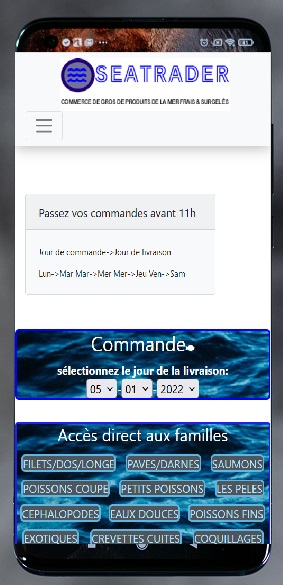 SEATRADER
COMMERCE DE GROS DE PRODUITS DE LA MER FRAIS & SURGELÉS
Passez vos commandes avant 11h
Jour de commande->Jour de livraison
Lun->Mar Mar->Mer Mer->Jeu Ven->Sam
Commande
sélectionnez le jour de la livraison:
05 - 01 - 2022
Accès direct aux familles
FILETS/DOS/LONGE PAVES/DARNES SAUMONS
POISSONS COUPE PETITS POISSONS LES PELES
CEPHALOPODES EAUX DOUCES POISSONS FINS
EXOTIQUES CREVETTES CUITES COQUILLAGES